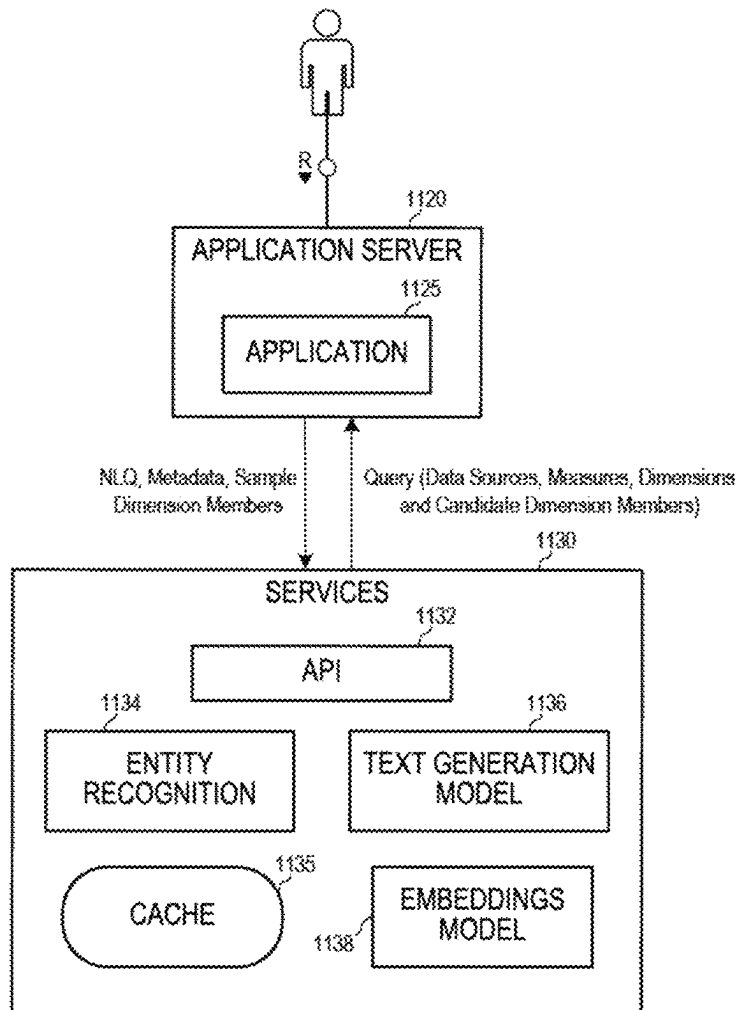 R
1120
APPLICATION SERVER
1125
APPLICATION
NLQ, Metadata, Sample
Dimension Members
Query (Data Sources, Measures, Dimensions
and Candidate Dimension Members)
1130
SERVICES
1132
API
1134
ENTITY
RECOGNITION
1136
TEXT GENERATION
MODEL
1135
CACHE
EMBEDDINGS
MODEL
1138